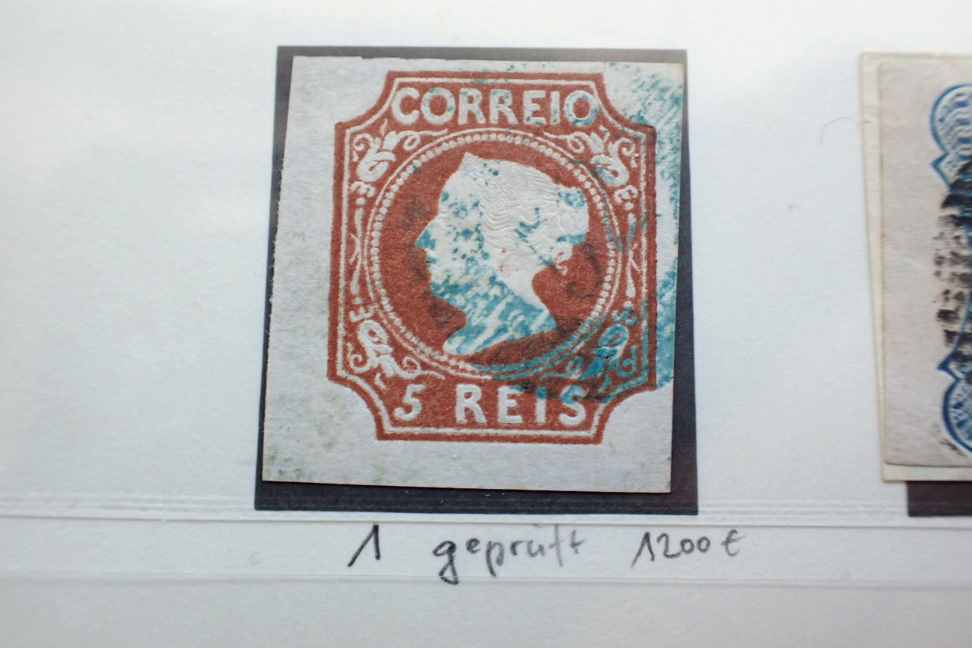 CORREIO
5 REIS
1 geprüft 1200 €